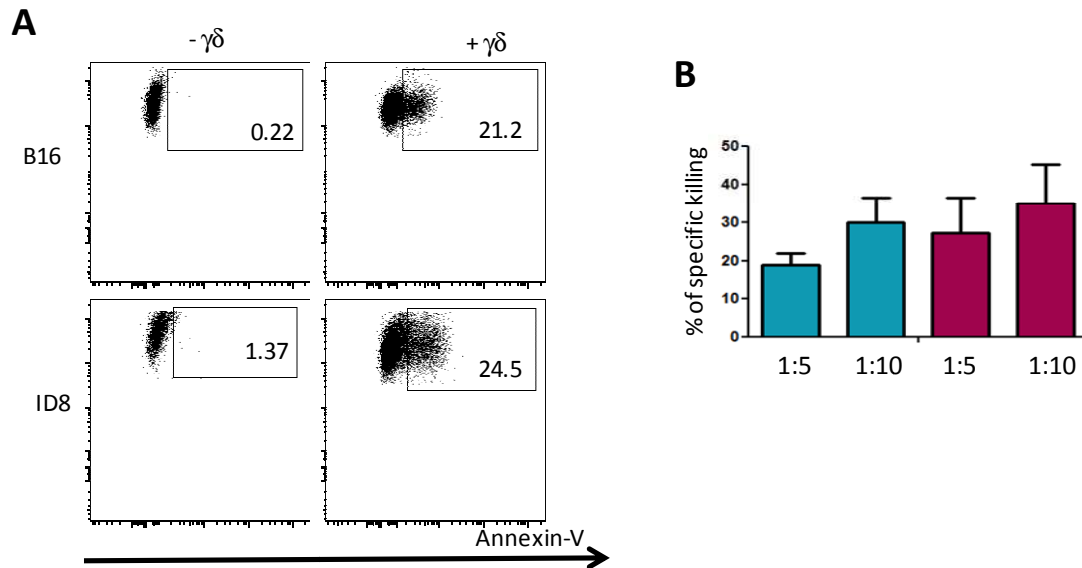 A
- γδ
+ γδ
B16
0.22
21.2
ID8
1.37
24.5
Annexin-V
B
% of specific killing
50
40
30
20
10
0
1:5 1:10 1:5 1:10